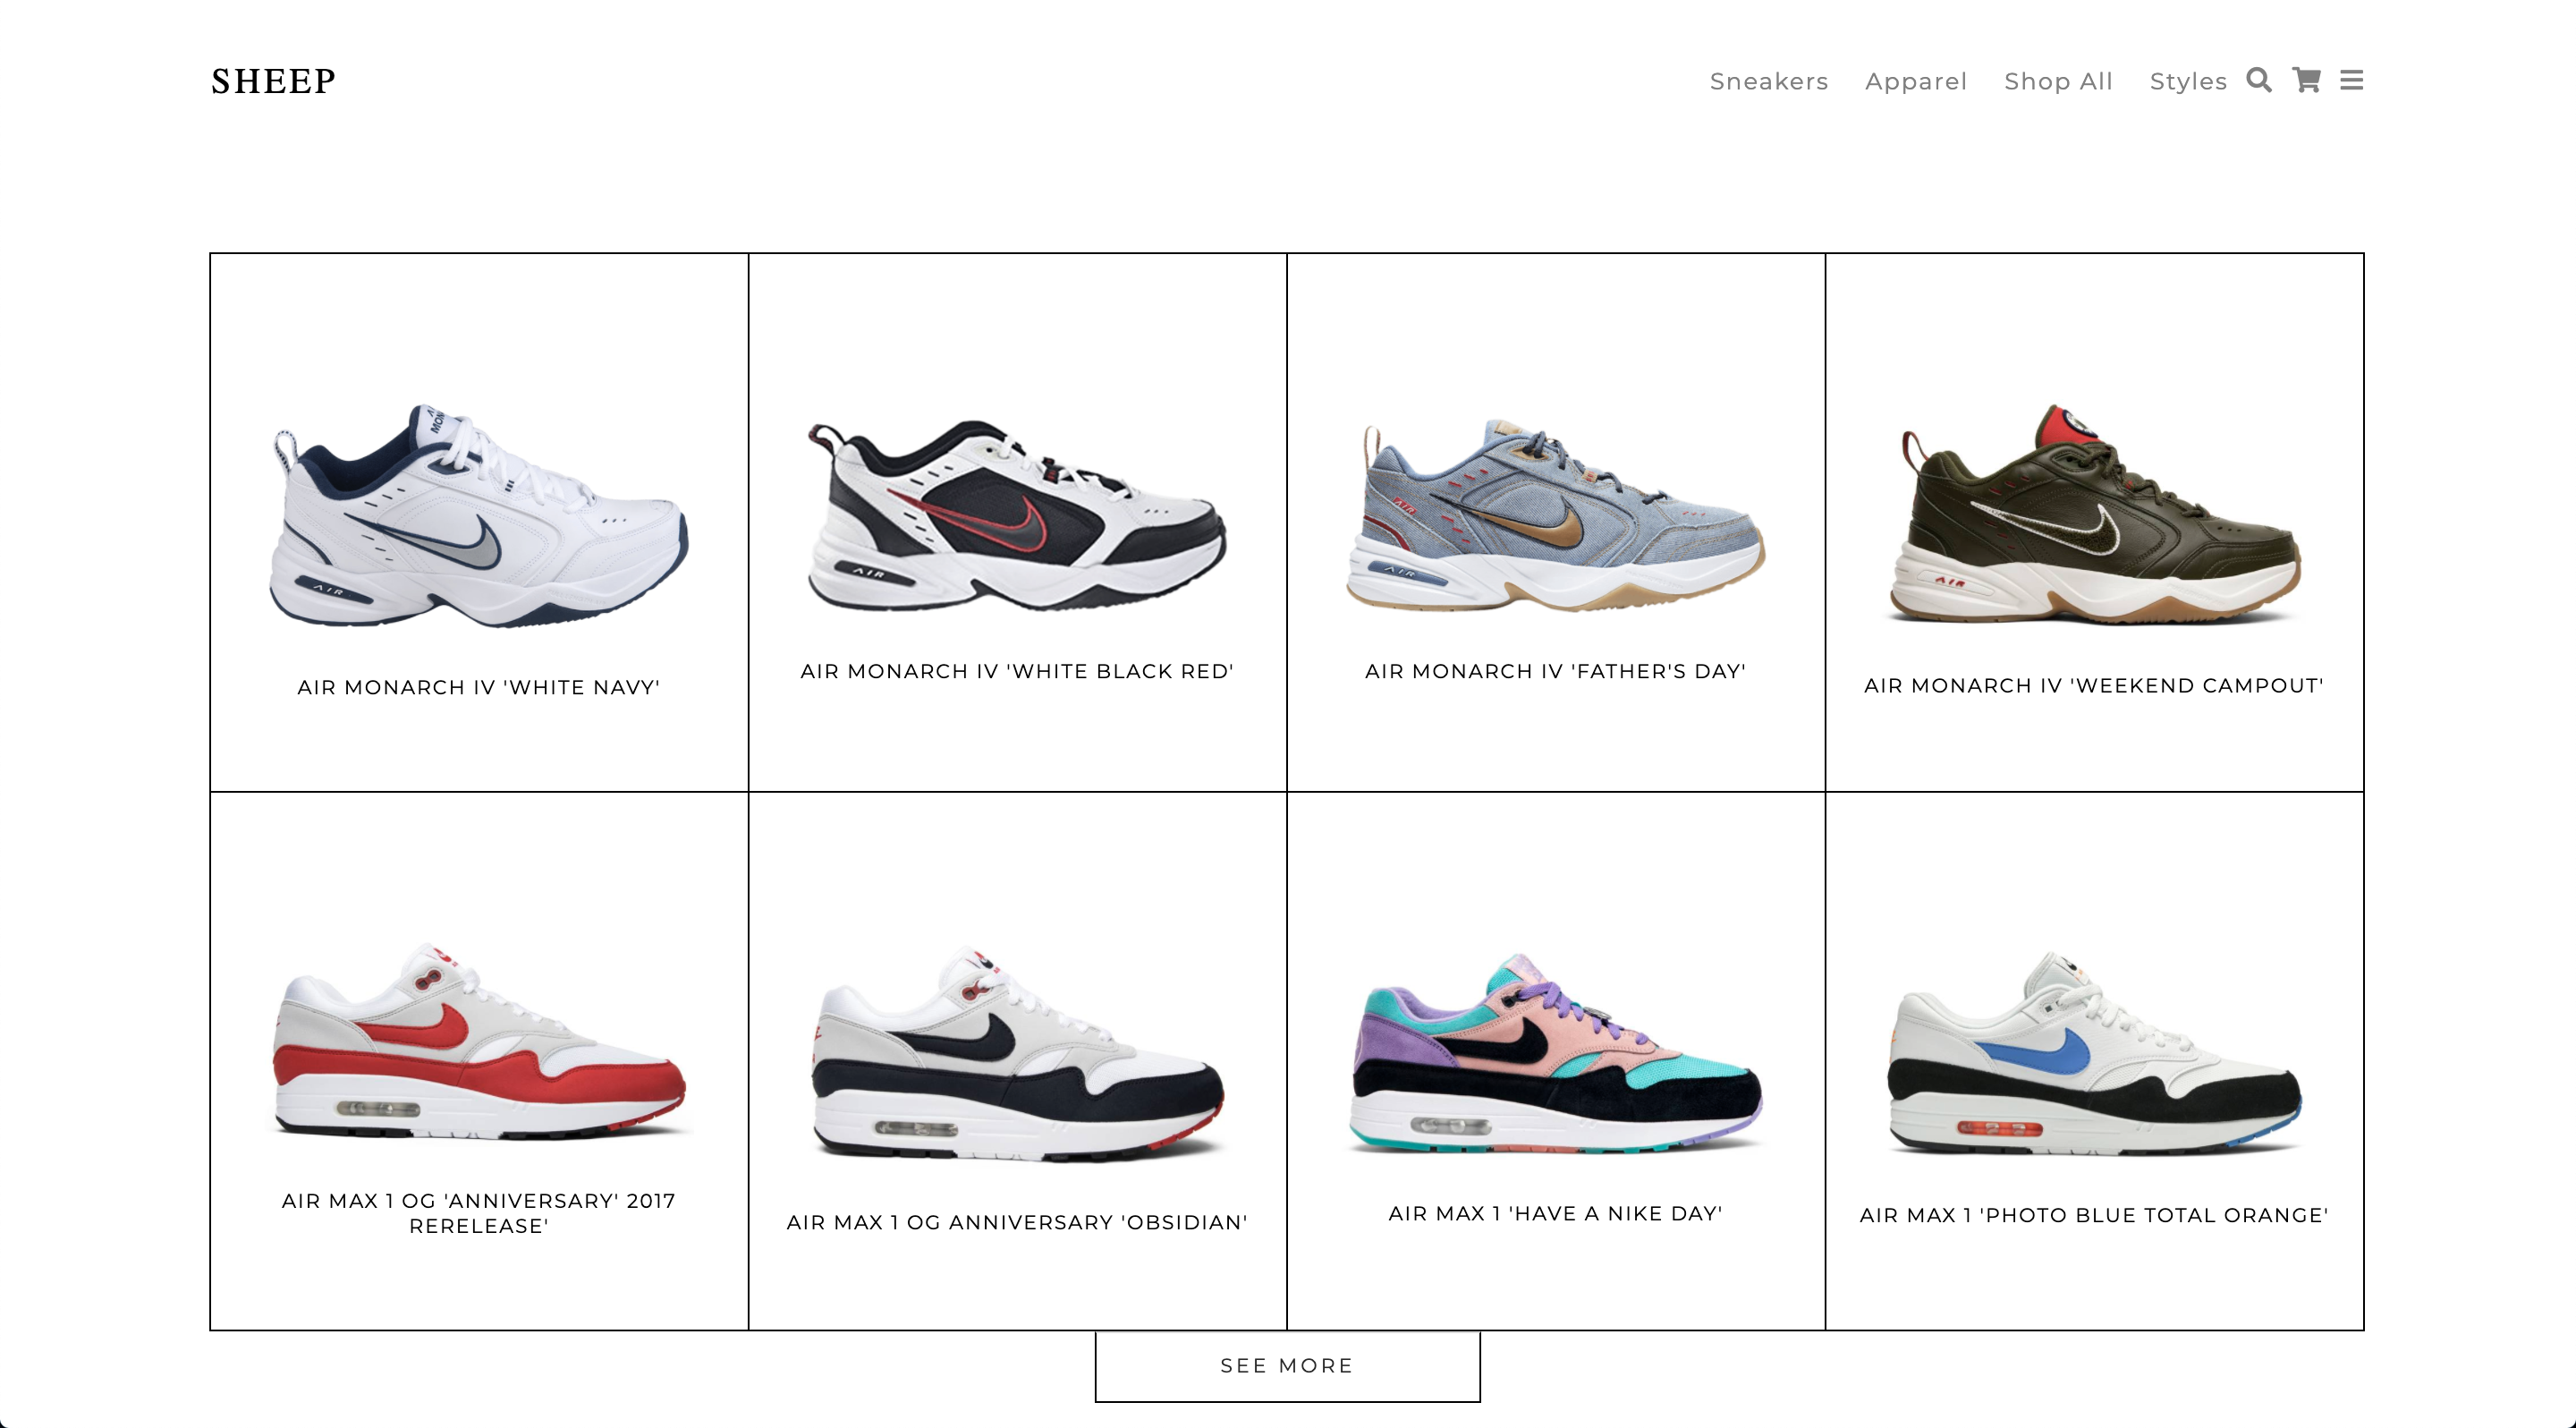 SHEEP
Sneakers Apparel Shop All Styles
AIR MONARCH IV 'WHITE NAVY'
AIR MONARCH IV 'WHITE BLACK RED'
AIR MONARCH IV 'FATHER'S DAY'
AIR MONARCH IV 'WEEKEND CAMPOUT'
AIR MAX 1 OG 'ANNIVERSARY' 2017
RERELEASE'
AIR MAX 1 OG ANNIVERSARY 'OBSIDIAN'
AIR MAX 1 'HAVE A NIKE DAY'
AIR MAX 1 'PHOTO BLUE TOTAL ORANGE'
SEE MORE